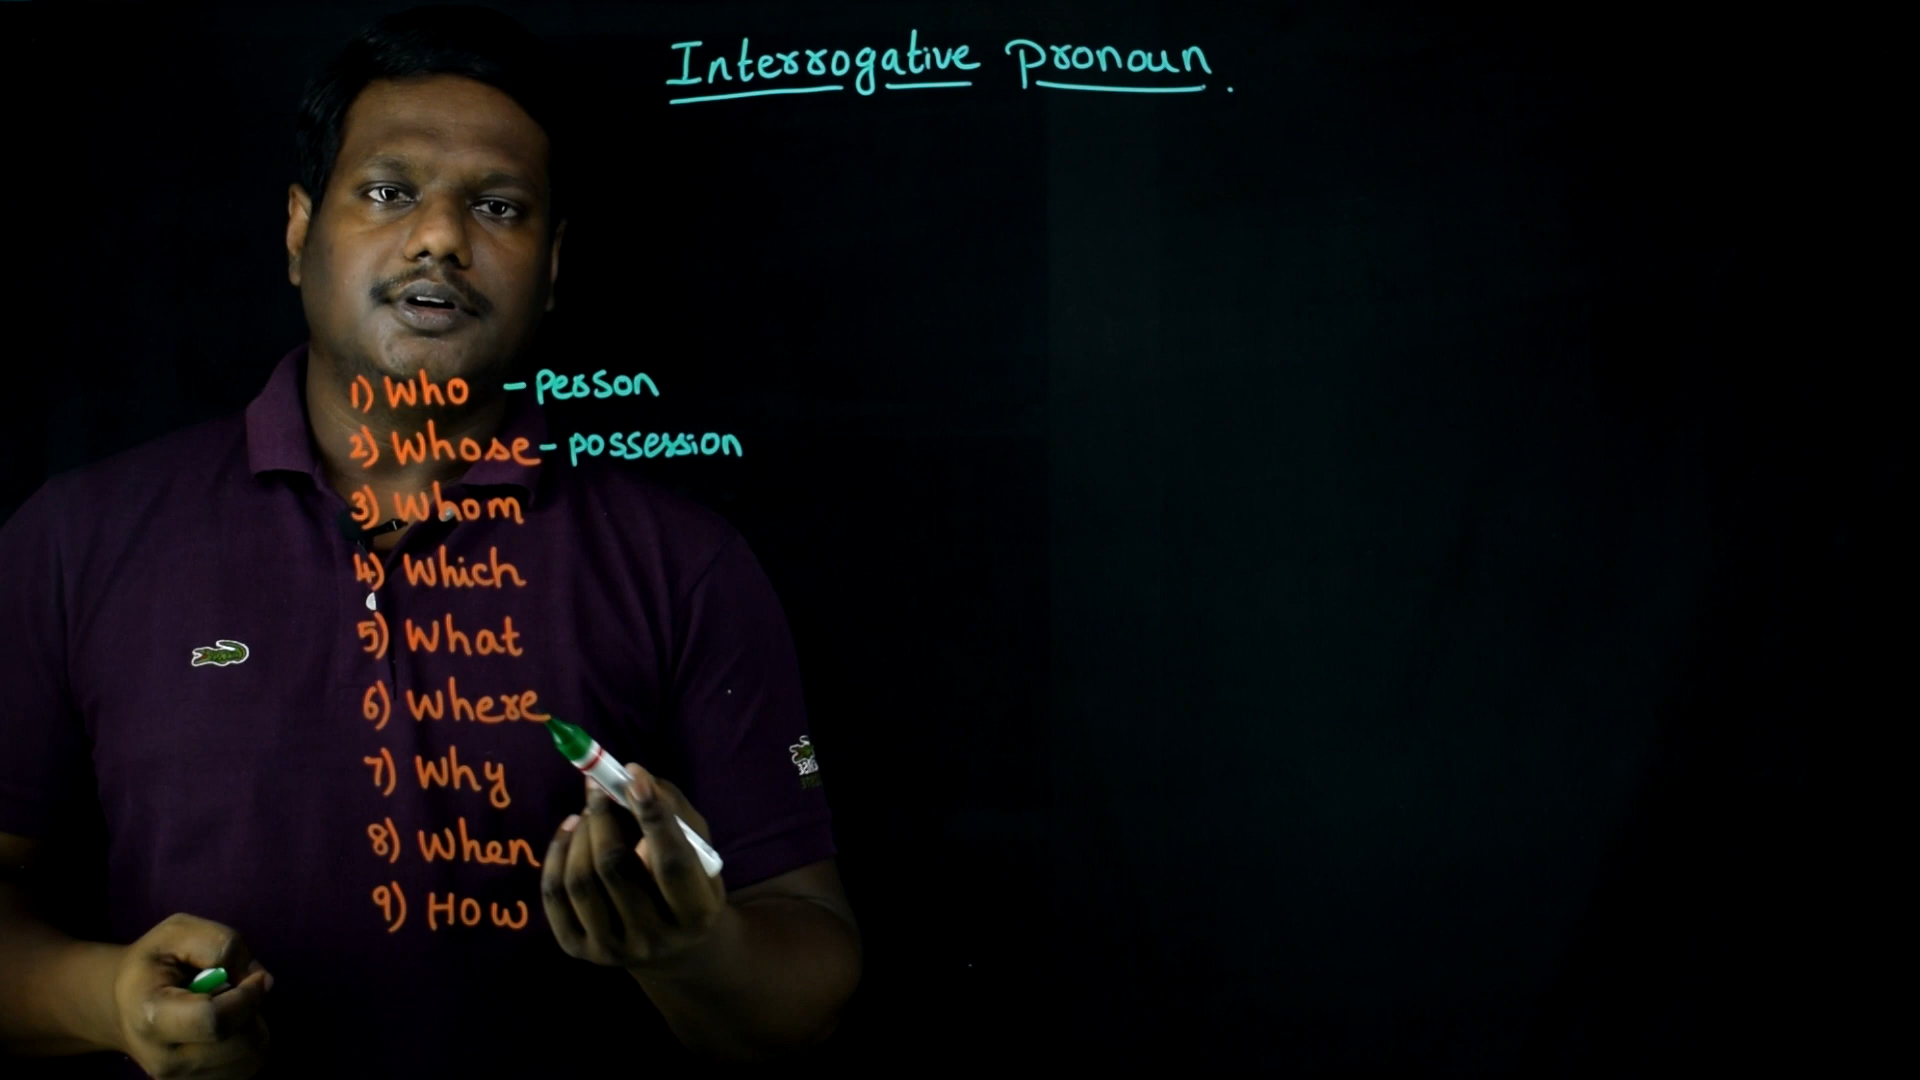 Interrogative pronoun.
1) Who - Person
2) Whose - possession
3) Whom
4) Which
5) What
6) Where
7) Why
8) When
9) How